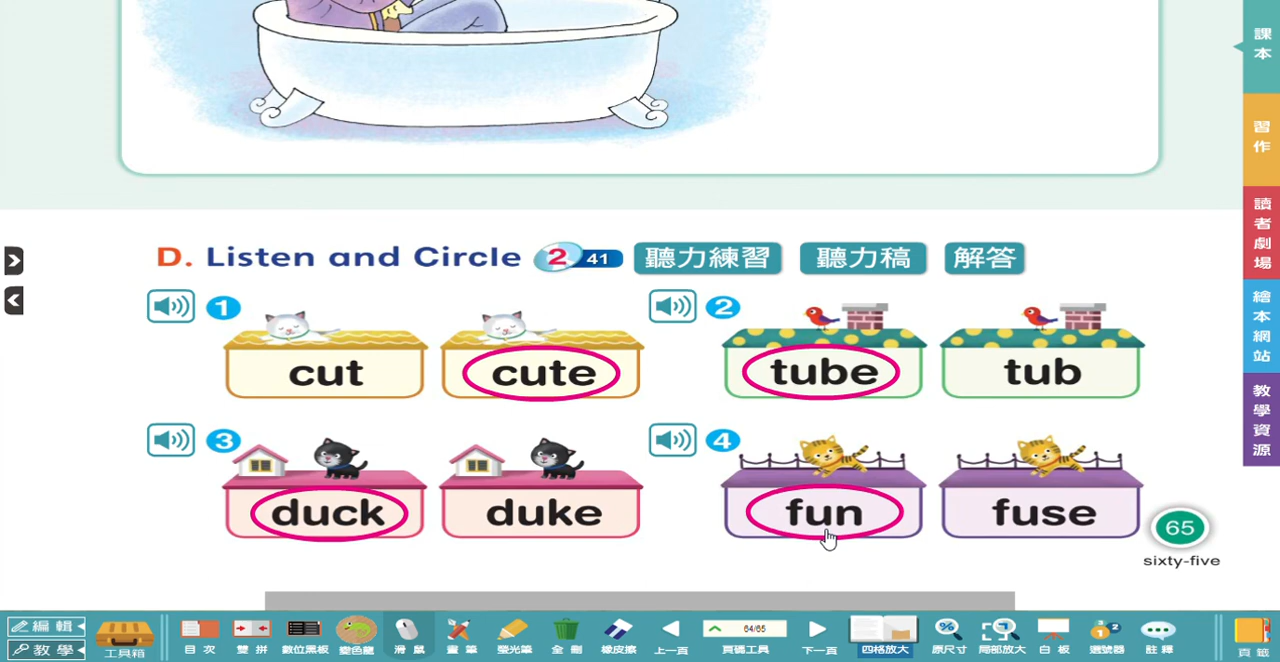 D. Listen and Circle 2 41 聽力練習 聽力稿 解答
1 2
cut cute tube tub
3 4
duck duke fun fuse
65
sixty-five
課本
習作
讀者劇場
繪本網站
教學資源
編輯
教學
工具箱 目次 雙拼 數位黑板 變色龍 滑鼠 畫筆 螢光筆 全刪 橡皮擦 上一頁 64/65 頁碼工具 下一頁 四格放大 原尺寸 局部放大 白板 選號器 註釋 頁籤